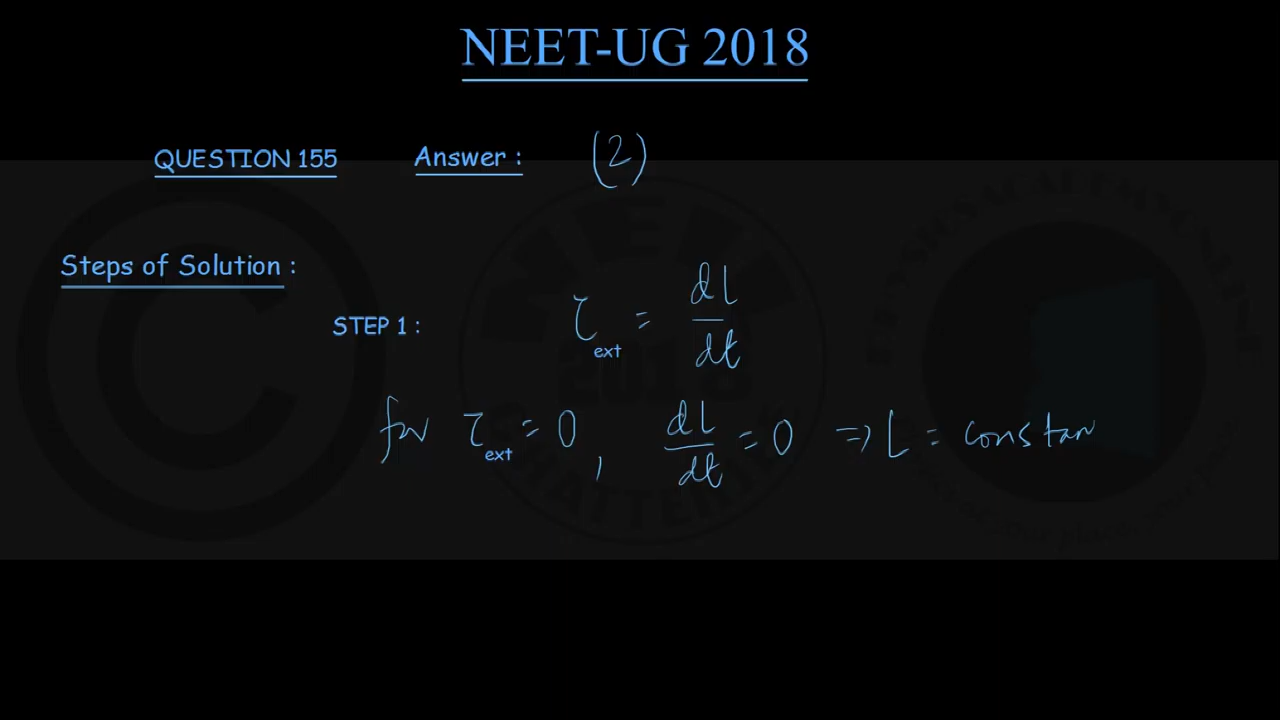 NEET-UG 2018
QUESTION 155 Answer : (2)
Steps of Solution :
STEP 1 : τext = dL/dt
for τext = 0, dL/dt = 0 ⇒ L = constan